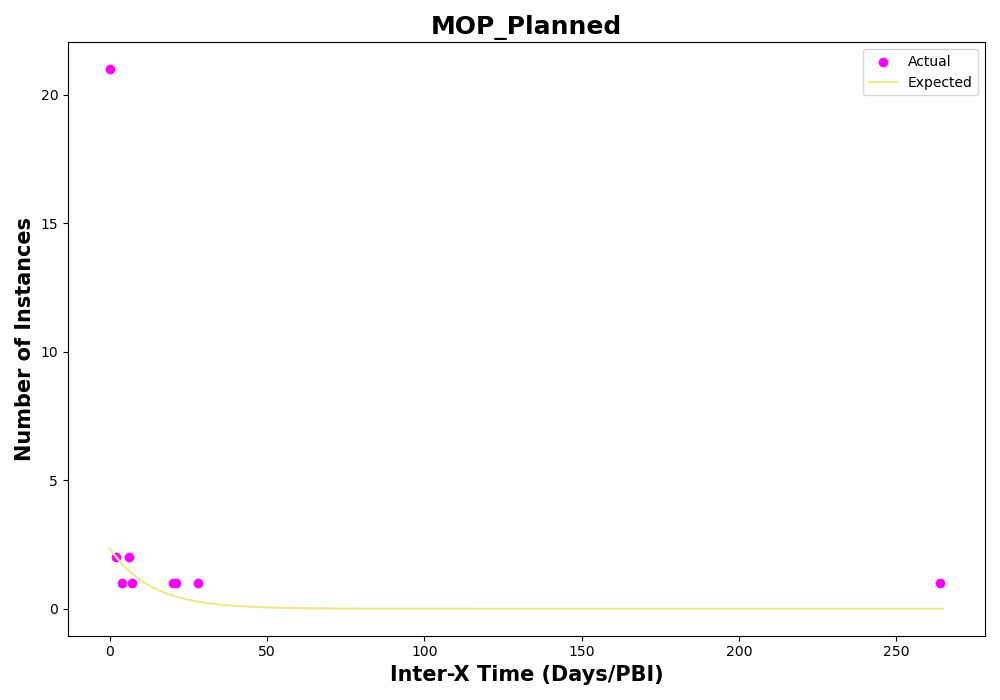 MOP_Planned
Actual
Expected
Number of Instances
20
15
10
5
0
0 50 100 150 200 250
Inter-X Time (Days/PBI)